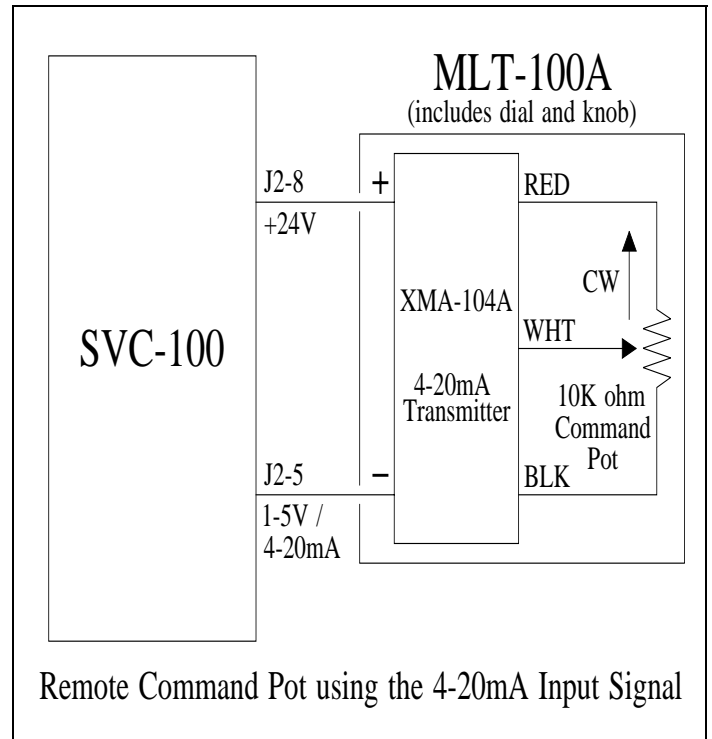 MLT-100A
(includes dial and knob)
J2-8
+
RED
+24V
CW
XMA-104A
SVC-100
WHT
4-20mA
Transmitter
10K ohm
Command
Pot
J2-5
−
BLK
1-5V /
4-20mA
Remote Command Pot using the 4-20mA Input Signal